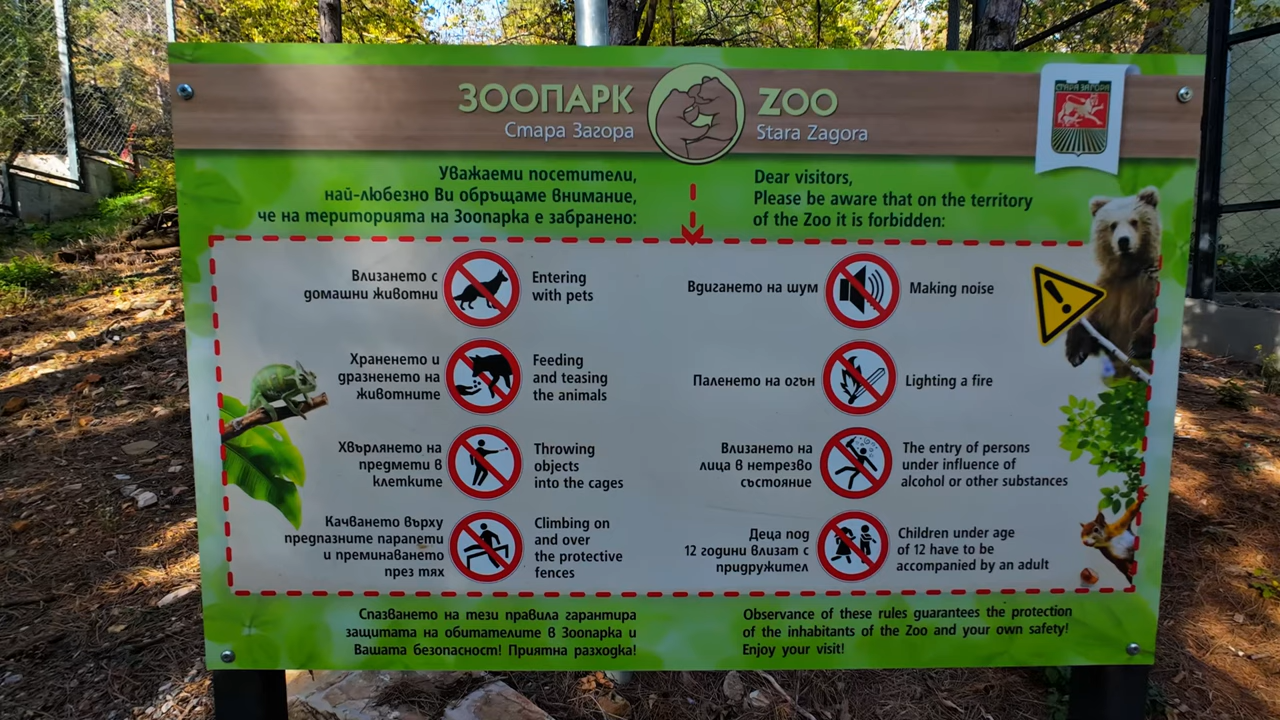 ЗООПАРК
Стара Загора
ZOO
Stara Zagora
СТАРА ЗАГОРА
Уважаеми посетители,
най-любезно Ви обръщаме внимание,
че на територията на Зоопарка е забранено:
Dear visitors,
Please be aware that on the territory
of the Zoo it is forbidden:
Влизането с
домашни животни
Entering
with pets
Храненето и
дразненето на
животните
Feeding
and teasing
the animals
Хвърлянето на
предмети в
клетките
Throwing
objects
into the cages
Качването върху
предпазните парапети
и преминаването
през тях
Climbing on
and over
the protective
fences
Вдигането на шум
Making noise
Паленето на огън
Lighting a fire
Влизането на
лица в нетрезво
състояние
The entry of persons
under influence of
alcohol or other substances
Деца под
12 години влизат с
придружител
Children under age
of 12 have to be
accompanied by an adult
Спазването на тези правила гарантира
защитата на обитателите в Зоопарка и
Вашата безопасност! Приятна разходка!
Observance of these rules guarantees the protection
of the inhabitants of the Zoo and your own safety!
Enjoy your visit!